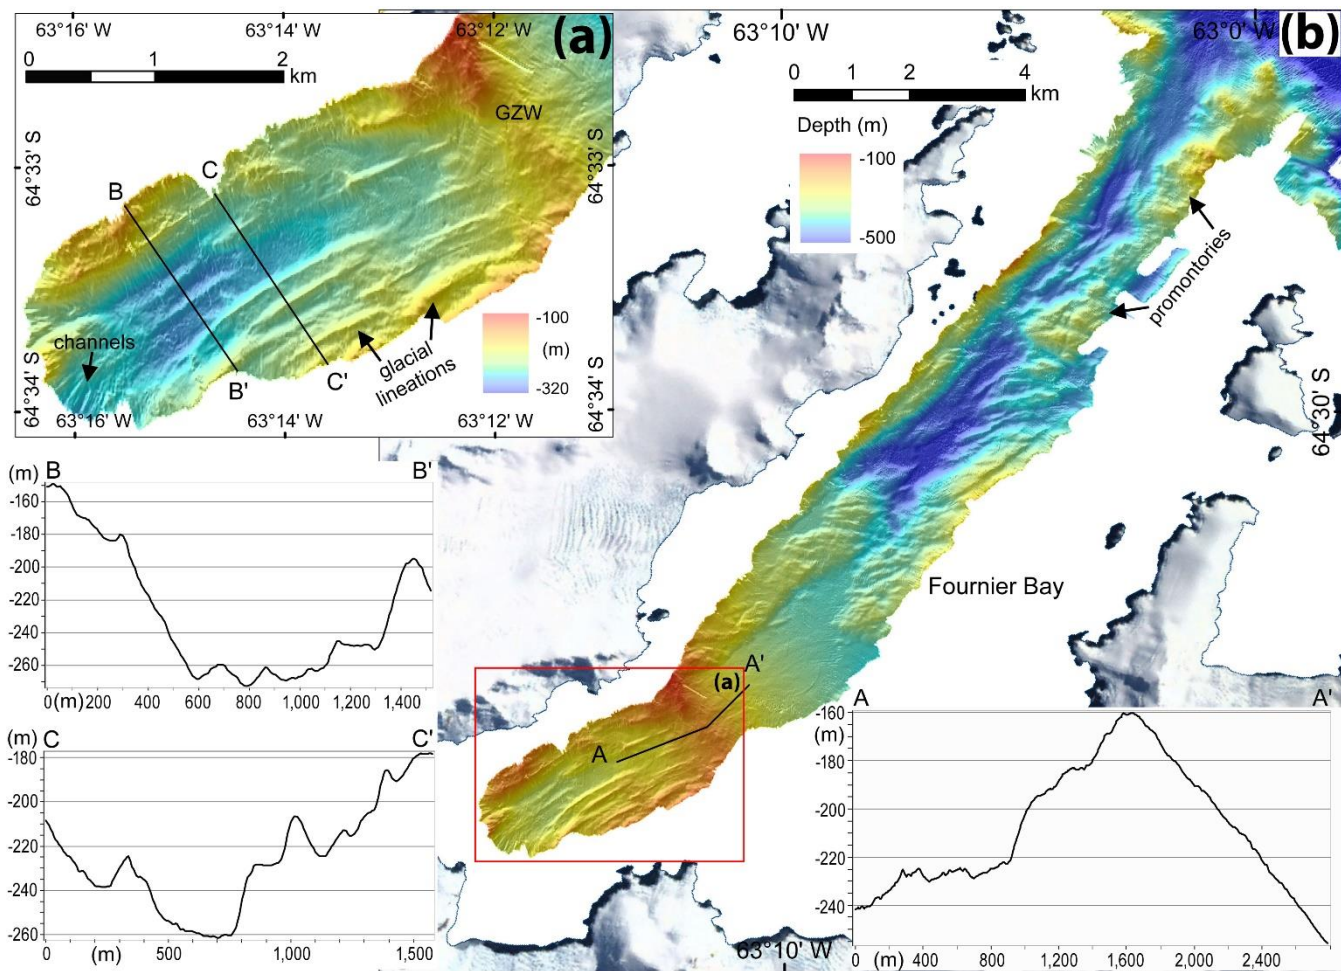 63°16' W
63°14' W
63°12' W
(a)
0
1
2
km
GZW
64°33' S
64°33' S
B
C
B'
C'
channels
glacial
lineations
-100
(m)
-320
64°34' S
64°34' S
63°16' W
63°14' W
63°12' W
63°10' W
63°0' W
(b)
0
1
2
4
km
Depth (m)
-100
-500
promontories
64°30' S
Fournier Bay
A
A'
(a)
63°10' W
(m) B
B'
-160
-180
-200
-220
-240
-260
0(m) 200 400 600 800 1,000 1,200 1,400
(m) C
C'
-180
-200
-220
-240
-260
0 (m) 500 1,000 1,500
A
A'
-160
(m)
-200
-220
-240
0 (m) 400 800 1,200 1,600 2,000 2,400